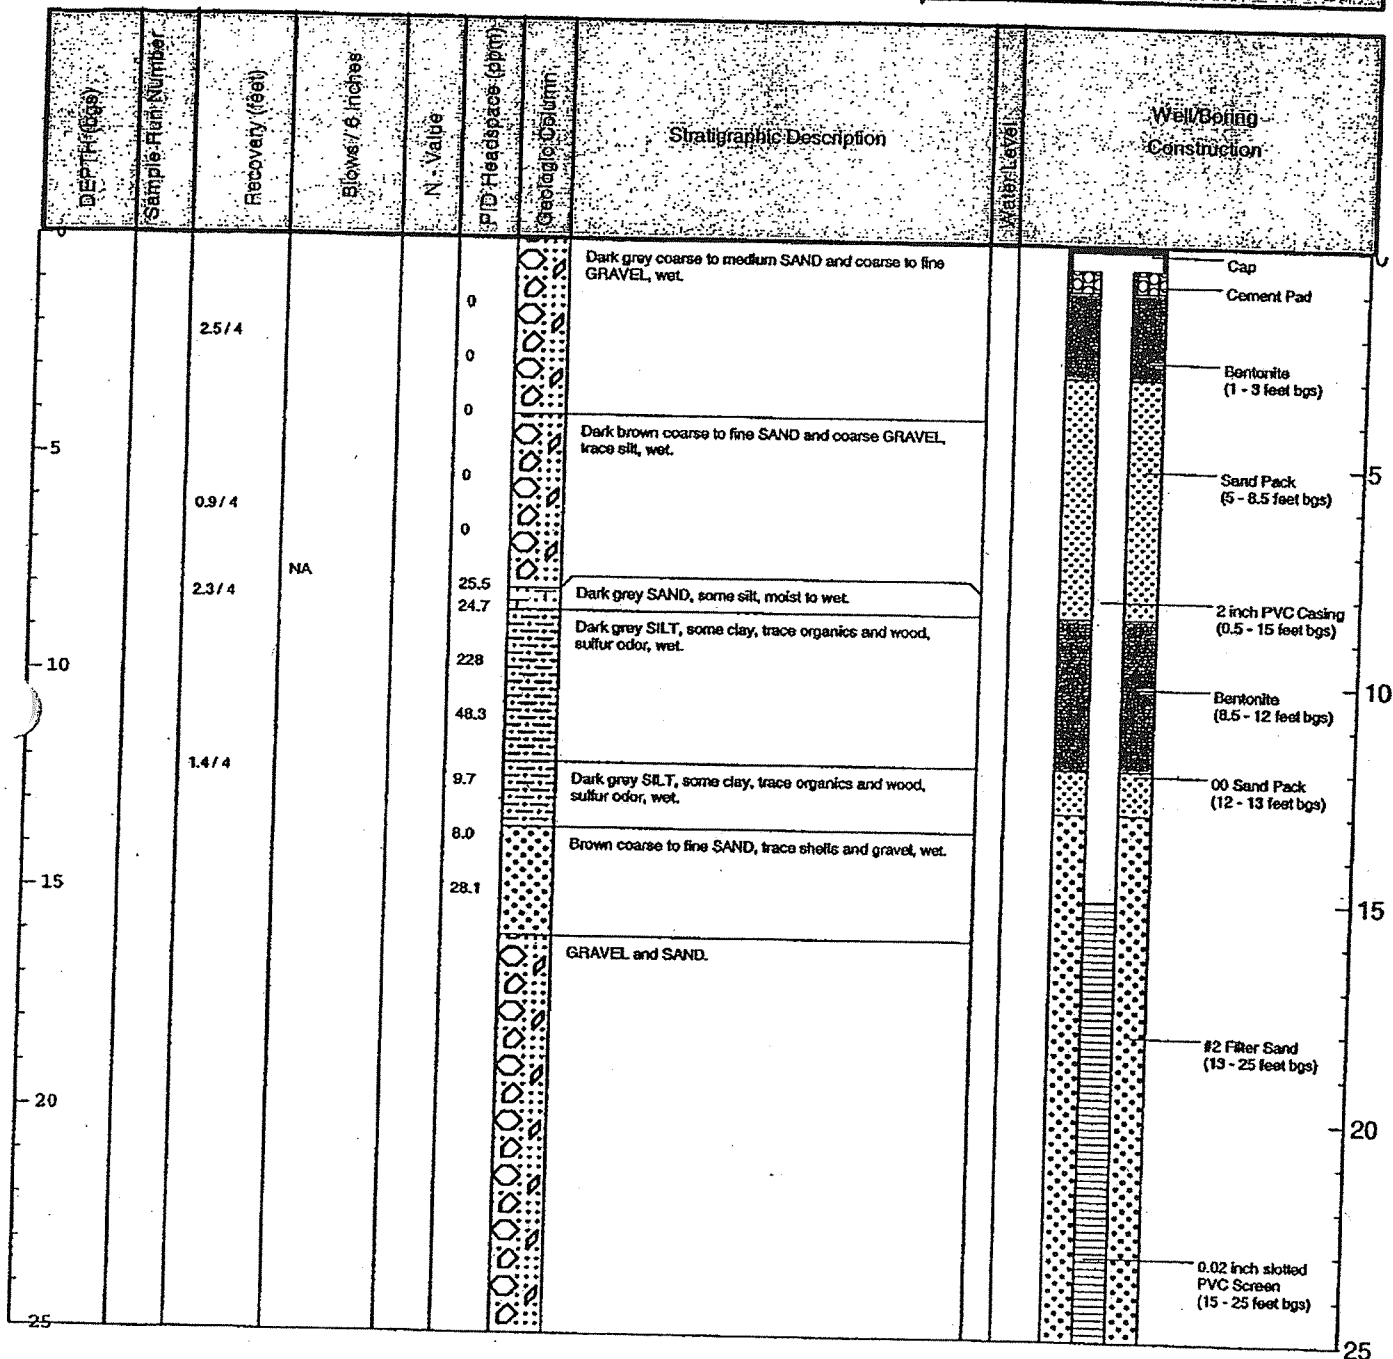 DEPTH (bgs)
Sample Run Number
Recovery (feet)
Blows / 6 Inches
N - Value
PID Headspace (ppm)
Geologic Column
Stratigraphic Description
Water Level
Well/Boring
Construction
0
Dark grey coarse to medium SAND and coarse to fine
GRAVEL, wet.
Cap
Cement Pad
0
2.5 / 4
0
Bentonite
(1 - 3 feet bgs)
0
Dark brown coarse to fine SAND and coarse GRAVEL,
trace silt, wet.
5
0
Sand Pack
(5 - 8.5 feet bgs)
5
0.9 / 4
0
NA
2.3 / 4
25.5
24.7
Dark grey SAND, some silt, moist to wet.
2 inch PVC Casing
(0.5 - 15 feet bgs)
Dark grey SILT, some clay, trace organics and wood,
sulfur odor, wet.
10
228
Bentonite
(8.5 - 12 feet bgs)
10
48.3
1.4 / 4
9.7
Dark grey SILT, some clay, trace organics and wood,
sulfur odor, wet.
00 Sand Pack
(12 - 13 feet bgs)
8.0
Brown coarse to fine SAND, trace shells and gravel, wet.
15
28.1
15
GRAVEL and SAND.
#2 Filter Sand
(13 - 25 feet bgs)
20
20
0.02 inch slotted
PVC Screen
(15 - 25 feet bgs)
25
25